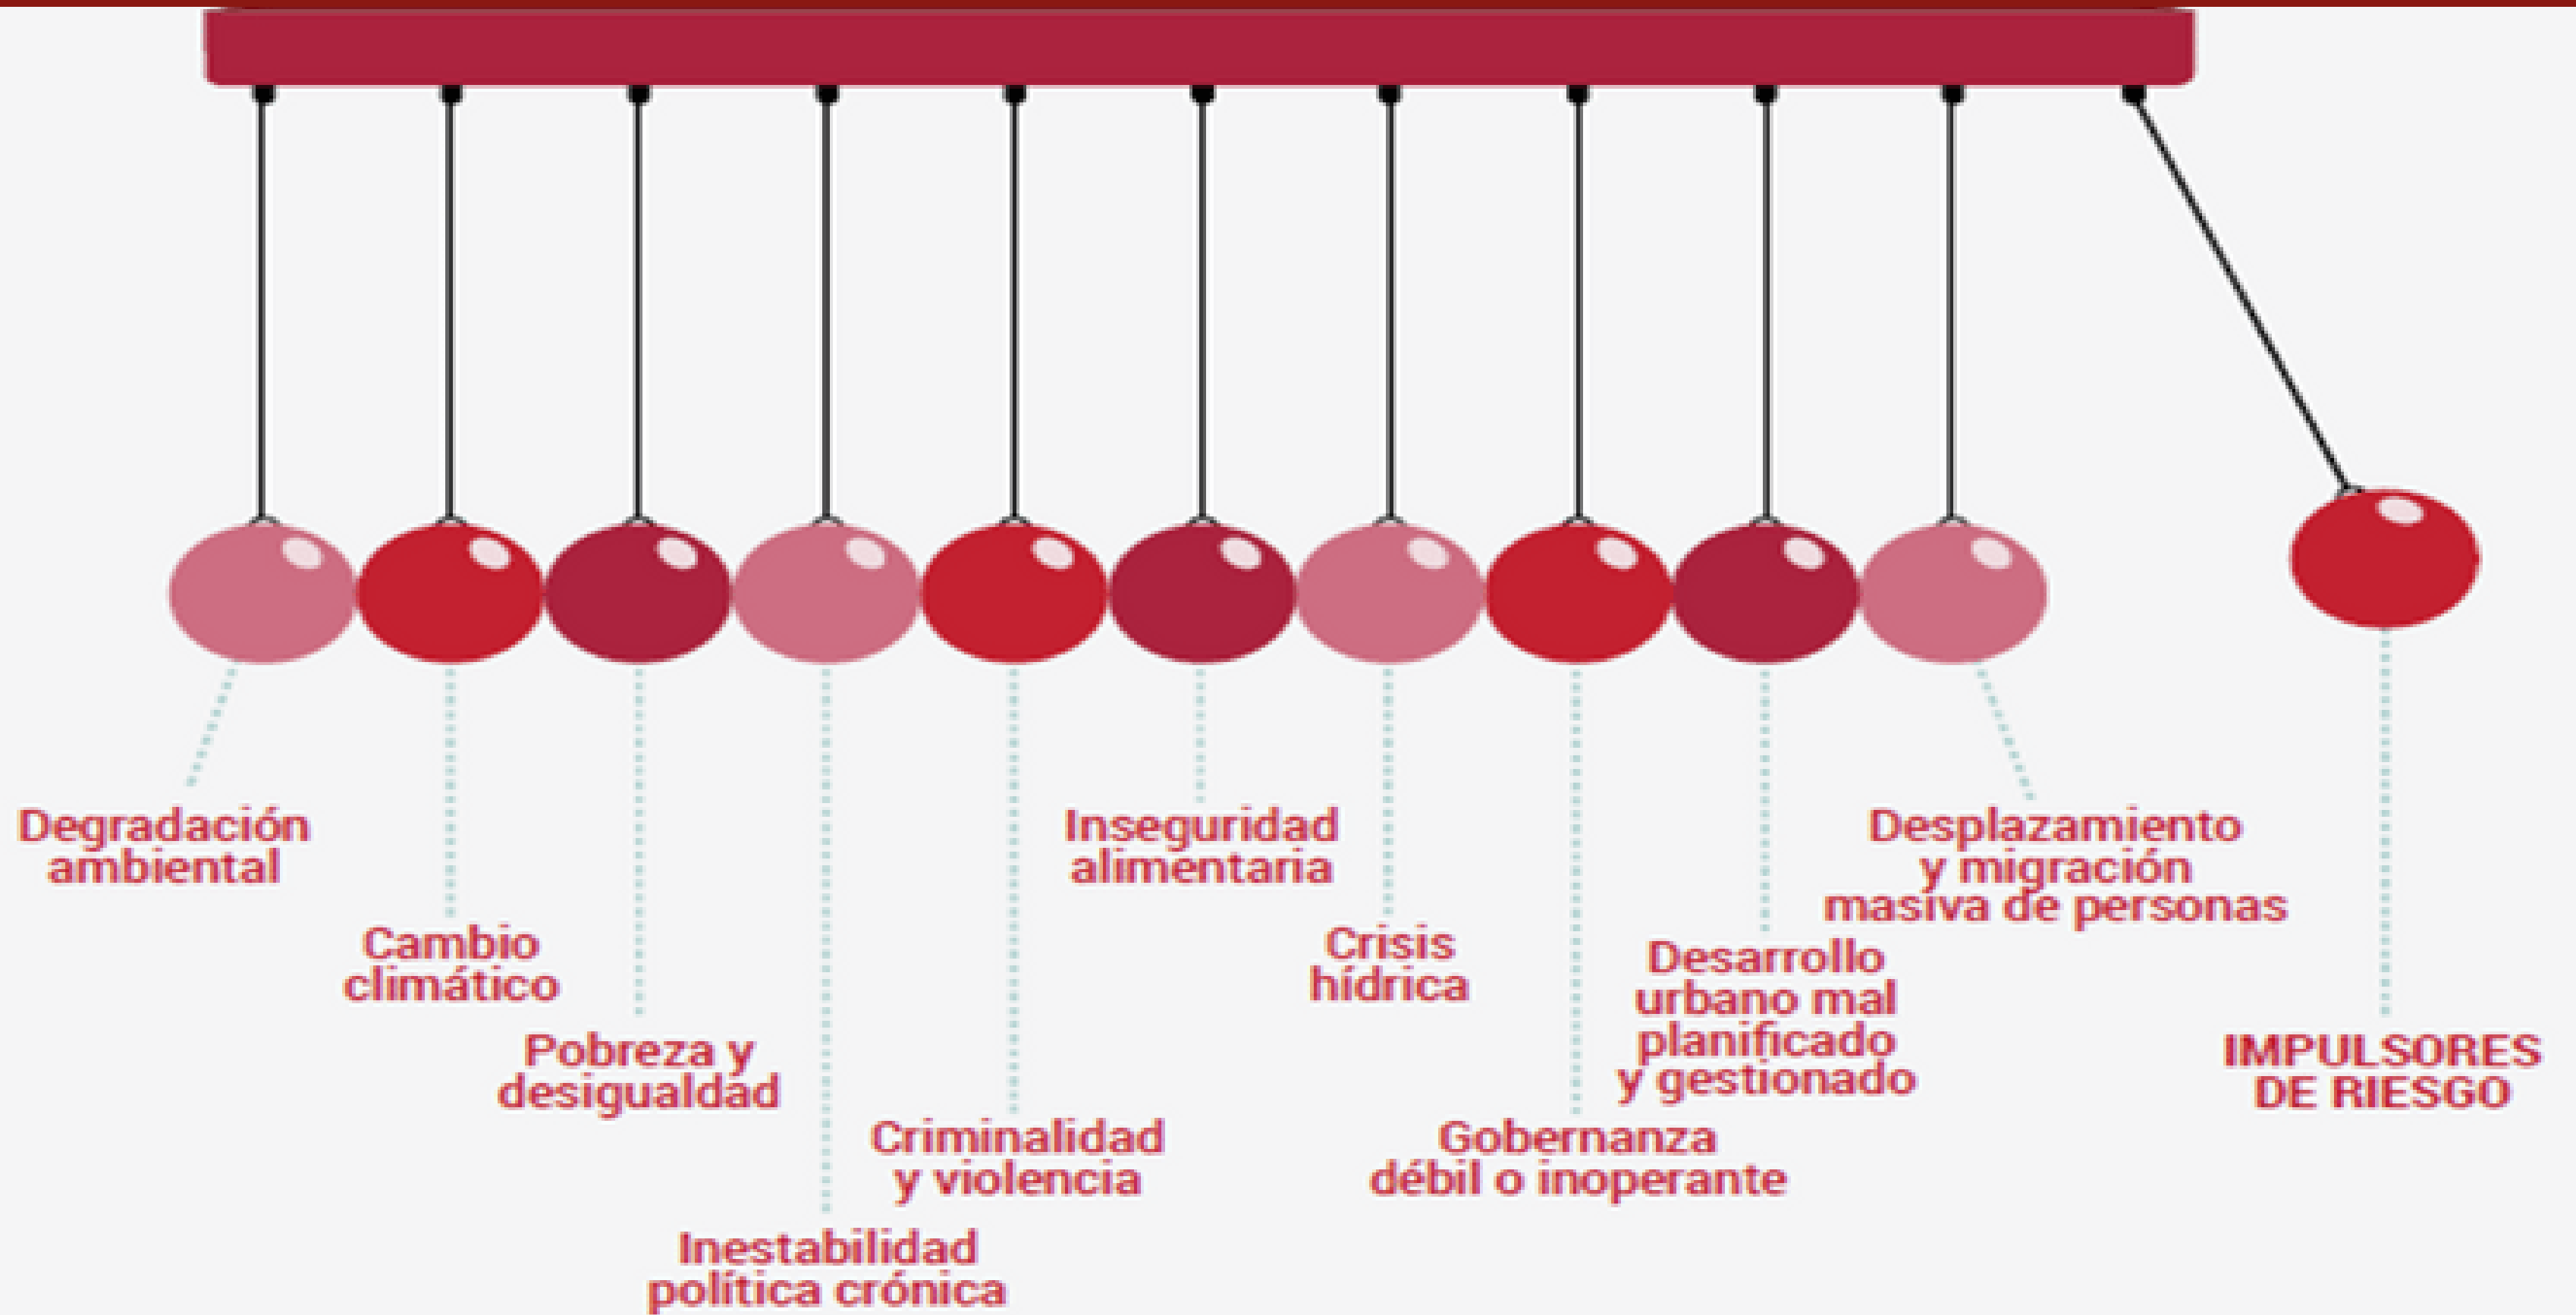 Degradación
ambiental
Cambio
climático
Pobreza y
desigualdad
Inestabilidad
política crónica
Criminalidad
y violencia
Inseguridad
alimentaria
Crisis
hídrica
Gobernanza
débil o inoperante
Desarrollo
urbano mal
planificado
y gestionado
Desplazamiento
y migración
masiva de personas
IMPULSORES
DE RIESGO